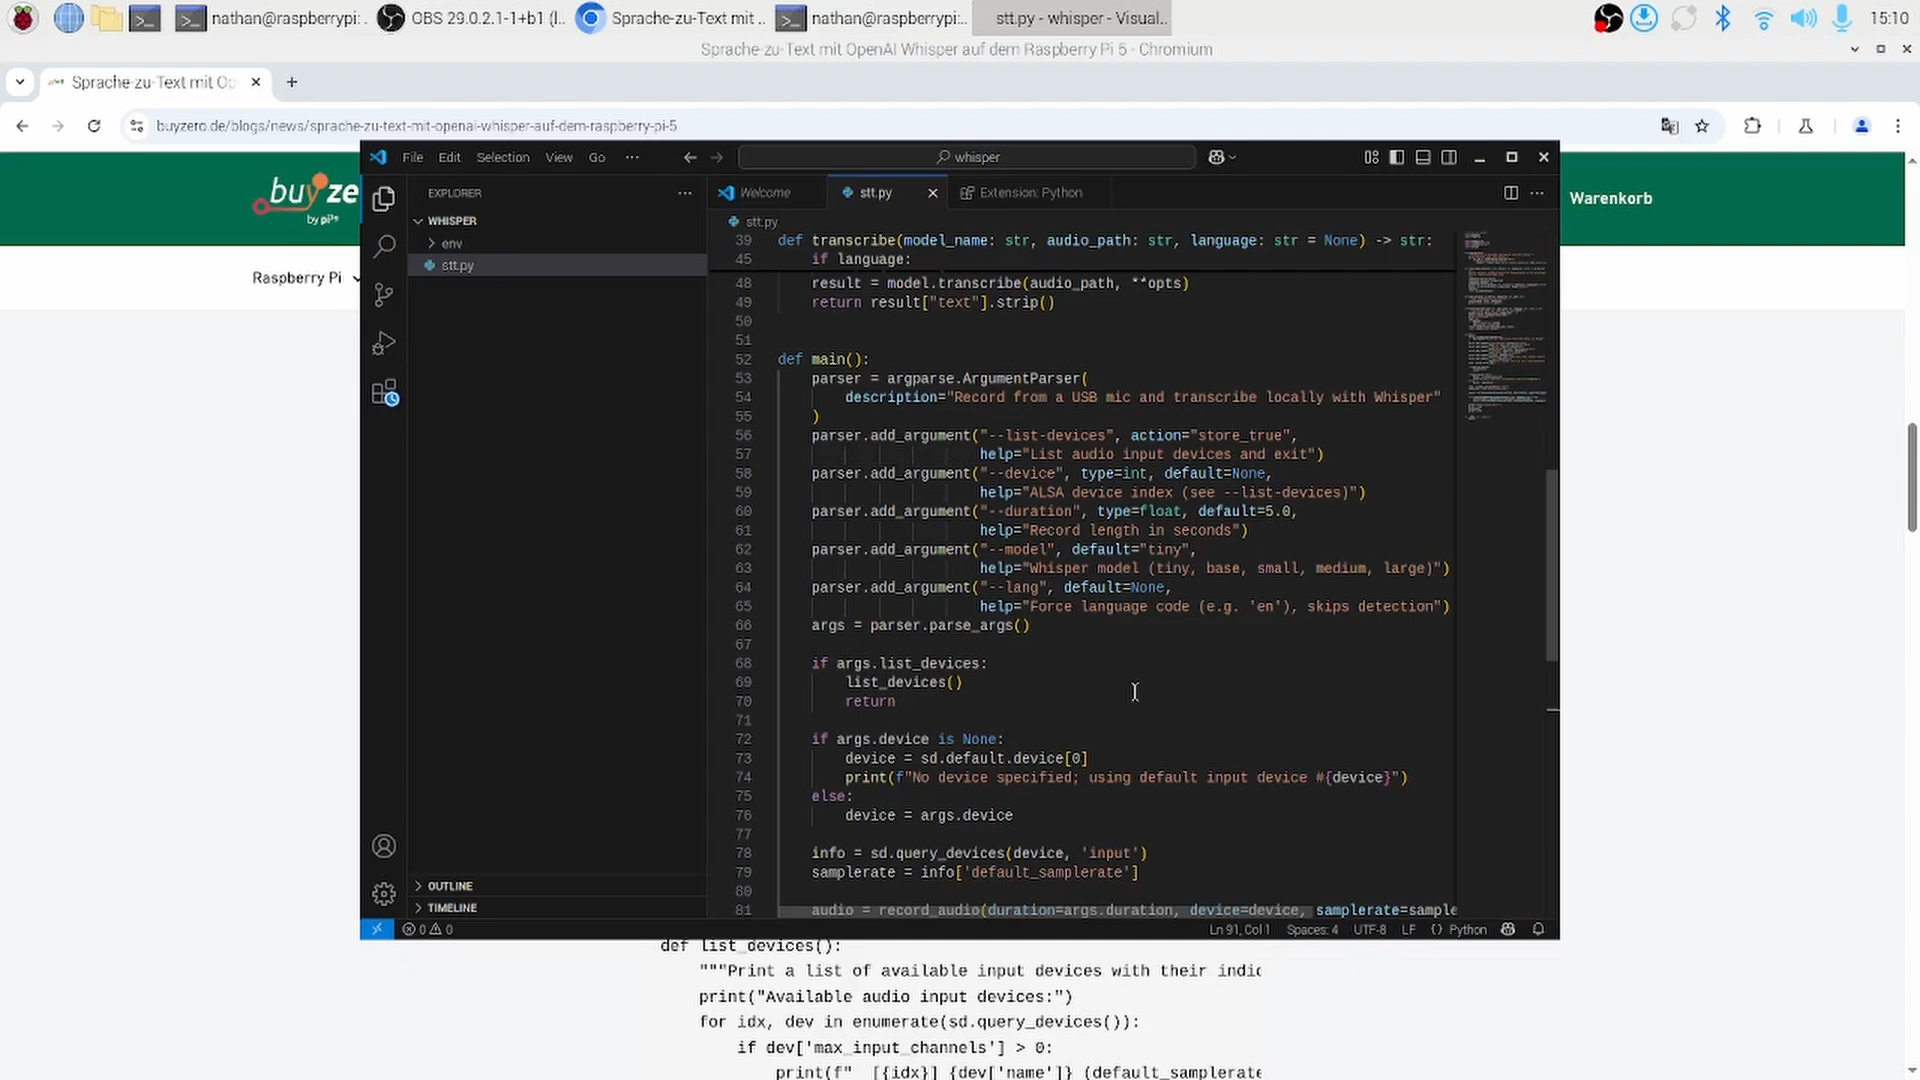 nathan@raspberrypi:
OBS 29.0.2.1-1+b1 (l..
Sprache-zu-Text mit ..
nathan@raspberrypi:..
stt.py - whisper - Visual..
15:10
Sprache-zu-Text mit OpenAI Whisper auf dem Raspberry Pi 5 - Chromium
Sprache-zu-Text mit Op
buyzero.de/blogs/news/sprache-zu-text-mit-openai-whisper-auf-dem-raspberry-pi-5
buyze
by pi3g
Warenkorb
Raspberry Pi
File Edit Selection View Go ···
whisper
EXPLORER
Welcome
stt.py
Extension: Python
WHISPER
env
stt.py
stt.py
39 def transcribe(model_name: str, audio_path: str, language: str = None) -> str:
45 if language:
48 result = model.transcribe(audio_path, **opts)
49 return result["text"].strip()
50
51
52 def main():
53 parser = argparse.ArgumentParser(
54 description="Record from a USB mic and transcribe locally with Whisper"
55 )
56 parser.add_argument("--list-devices", action="store_true",
57 help="List audio input devices and exit")
58 parser.add_argument("--device", type=int, default=None,
59 help="ALSA device index (see --list-devices)")
60 parser.add_argument("--duration", type=float, default=5.0,
61 help="Record length in seconds")
62 parser.add_argument("--model", default="tiny",
63 help="Whisper model (tiny, base, small, medium, large)")
64 parser.add_argument("--lang", default=None,
65 help="Force language code (e.g. 'en'), skips detection")
66 args = parser.parse_args()
67
68 if args.list_devices:
69 list_devices()
70 return
71
72 if args.device is None:
73 device = sd.default.device[0]
74 print(f"No device specified; using default input device #{device}")
75 else:
76 device = args.device
77
78 info = sd.query_devices(device, 'input')
79 samplerate = info['default_samplerate']
80
81 audio = record_audio(duration=args.duration, device=device, samplerate=sample
OUTLINE
TIMELINE
0 0
Ln 91, Col 1 Spaces: 4 UTF-8 LF {} Python
def list_devices():
"""Print a list of available input devices with their indic
print("Available audio input devices:")
for idx, dev in enumerate(sd.query_devices()):
if dev['max_input_channels'] > 0:
print(f" [{idx}] {dev['name']} (default_samplerate